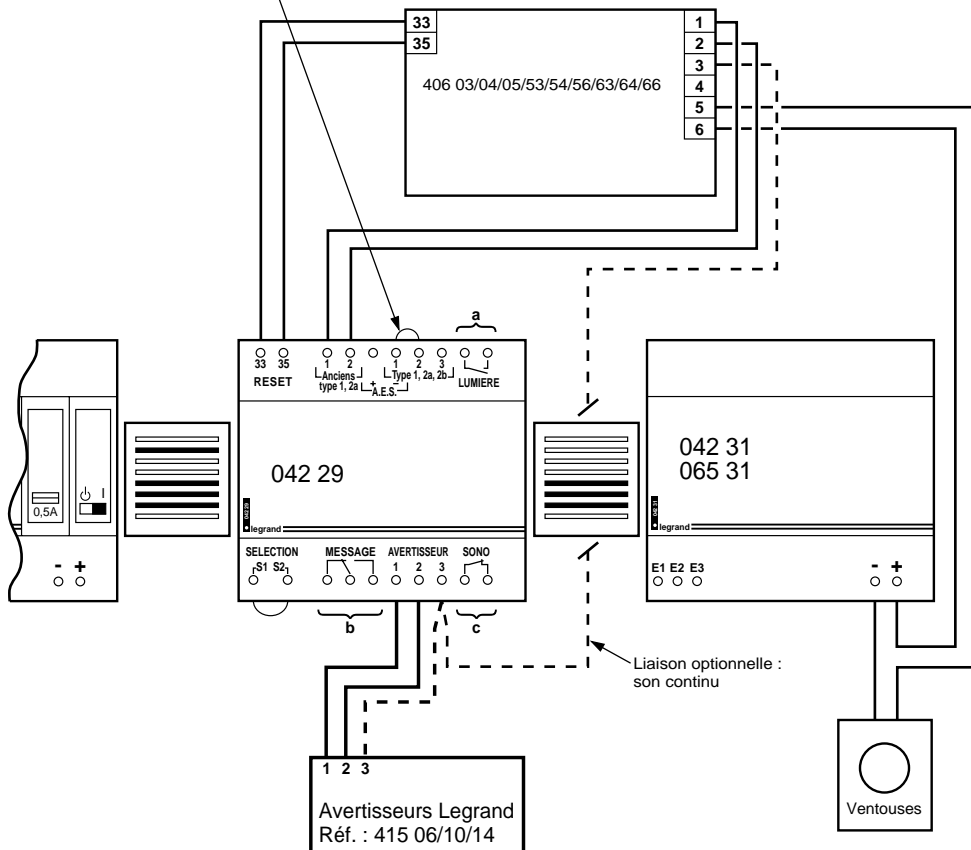 33
35
1
2
3
4
5
6
406 03/04/05/53/54/56/63/64/66
a
33 35
RESET
1 2
Anciens
type 1, 2a
+ -
A.E.S.
1 2 3
Type 1, 2a, 2b
LUMIERE
042 29
legrand
0,5A
I
- +
042 31
065 31
legrand
SELECTION
S1 S2
MESSAGE
AVERTISSEUR
1 2 3
SONO
b
c
E1 E2 E3
- +
Liaison optionnelle :
son continu
1 2 3
Avertisseurs Legrand
Réf. : 415 06/10/14
Ventouses